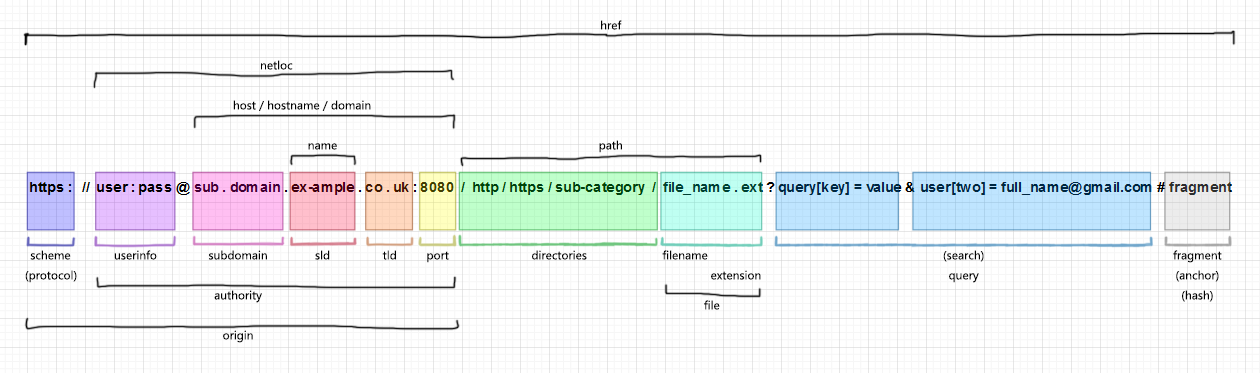 href
netloc
host / hostname / domain
name path
https : // user : pass @ sub . domain . ex-ample . co . uk : 8080 / http / https / sub-category / file_name . ext ? query[key] = value & user[two] = full_name@gmail.com # fragment
scheme userinfo subdomain sld tld port directories filename (search) fragment
(protocol) extension query (anchor)
authority file (hash)
origin